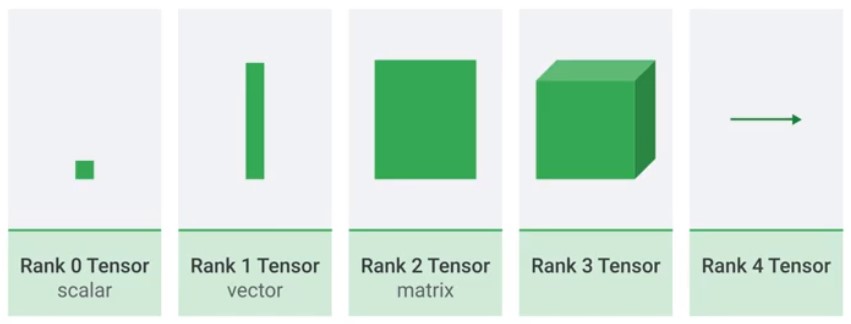 Rank 0 Tensor
scalar
Rank 1 Tensor
vector
Rank 2 Tensor
matrix
Rank 3 Tensor
Rank 4 Tensor